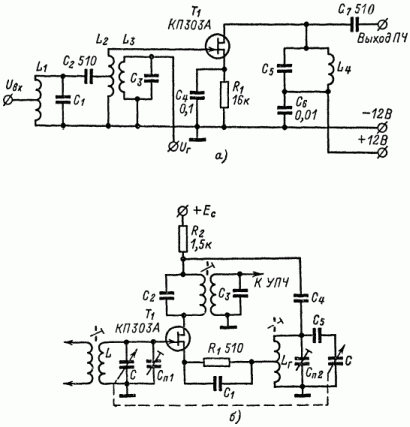 T1
КП303А
C7 510
Выход ПЧ
L1
C2 510
L2
L3
Uвх
C1
C3
C4
0,1
R1
16к
C5
L4
C6
0,01
−12В
+12В
Uг
а)
+Eс
R2
1,5к
C2
C3
К УПЧ
T1
КП303А
C4
C5
L
C
Cп1
R1 510
C1
Lг
Cп2
C
б)